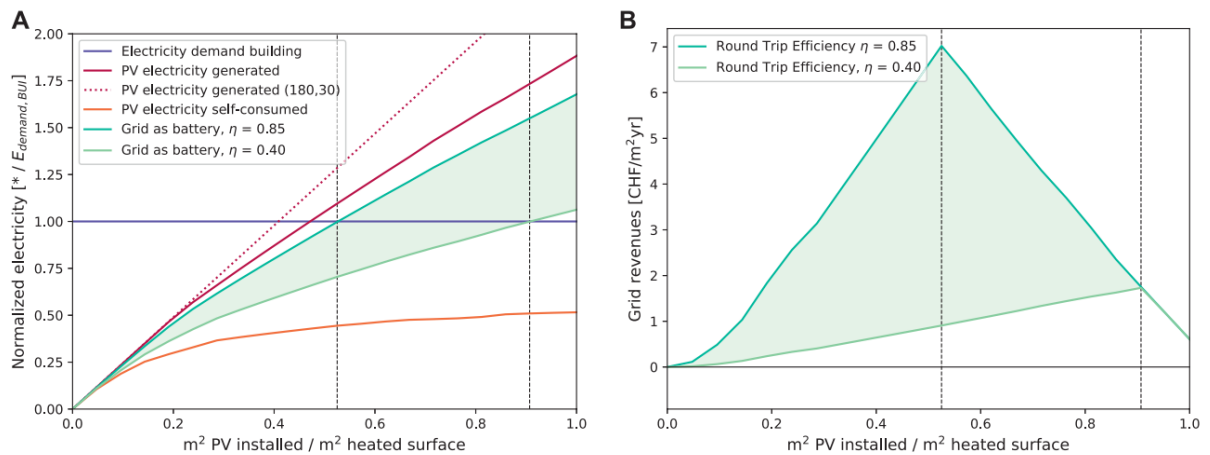 A
2.00
1.75
1.50
1.25
1.00
0.75
0.50
0.25
0.00
Normalized electricity [* / E_demand, BUI]
Electricity demand building
PV electricity generated
PV electricity generated (180,30)
PV electricity self-consumed
Grid as battery, η = 0.85
Grid as battery, η = 0.40
0.0 0.2 0.4 0.6 0.8 1.0
m² PV installed / m² heated surface
B
7
6
5
4
3
2
1
0
Grid revenues [CHF/m²yr]
Round Trip Efficiency η = 0.85
Round Trip Efficiency, η = 0.40
0.0 0.2 0.4 0.6 0.8 1.0
m² PV installed / m² heated surface